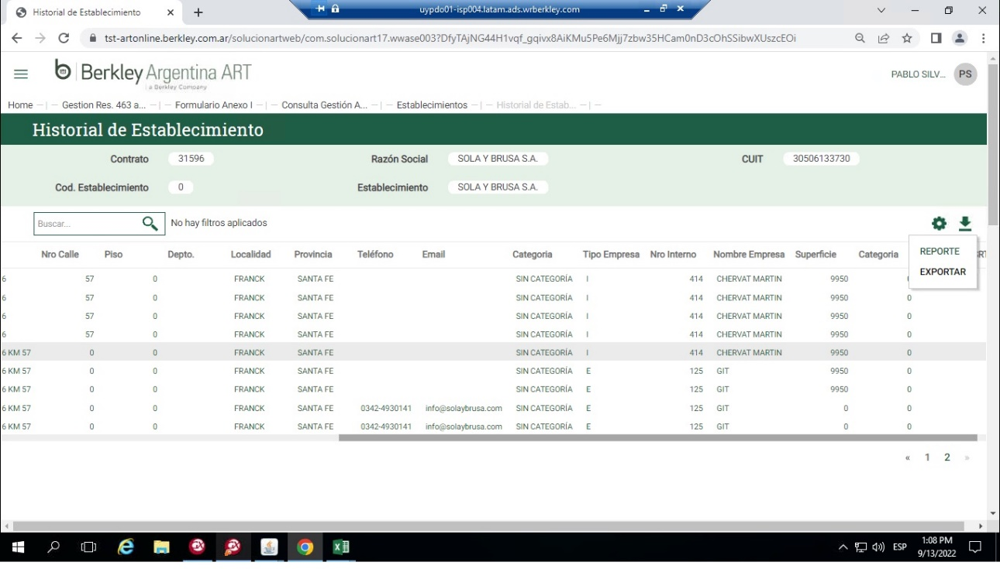 Historial de Establecimiento
uypdo01-isp004.latam.ads.wrberkley.com
tst-artonline.berkley.com.ar/solucionartweb/com.solucionart17.wwase003?DfyTAjNG44H1vqf_gqivx8AiKMu5Pe6Mjj7zbw35HCam0nD3cOhSSibwXUszcEOi
Berkley Argentina ART
a Berkley Company
PABLO SILV... PS
Home — | — Gestion Res. 463 a... — | — Formulario Anexo I — | — Consulta Gestión A... — | — Establecimientos — | — Historial de Estab... — | —
Historial de Establecimiento
Contrato 31596 Razón Social SOLA Y BRUSA S.A. CUIT 30506133730
Cod. Establecimiento 0 Establecimiento SOLA Y BRUSA S.A.
Buscar... No hay filtros aplicados
REPORTE
EXPORTAR
Nro Calle Piso Depto. Localidad Provincia Teléfono Email Categoria Tipo Empresa Nro Interno Nombre Empresa Superficie Categoria
6 57 0 FRANCK SANTA FE SIN CATEGORÍA I 414 CHERVAT MARTIN 9950
6 57 0 FRANCK SANTA FE SIN CATEGORÍA I 414 CHERVAT MARTIN 9950 0
6 57 0 FRANCK SANTA FE SIN CATEGORÍA I 414 CHERVAT MARTIN 9950 0
6 57 0 FRANCK SANTA FE SIN CATEGORÍA I 414 CHERVAT MARTIN 9950 0
6 KM 57 0 0 FRANCK SANTA FE SIN CATEGORÍA I 414 CHERVAT MARTIN 9950 0
6 KM 57 0 0 FRANCK SANTA FE SIN CATEGORÍA E 125 GIT 9950 0
6 KM 57 0 0 FRANCK SANTA FE SIN CATEGORÍA E 125 GIT 9950 0
6 KM 57 0 0 FRANCK SANTA FE 0342-4930141 info@solaybrusa.com SIN CATEGORÍA E 125 GIT 0 0
6 KM 57 0 0 FRANCK SANTA FE 0342-4930141 info@solaybrusa.com SIN CATEGORÍA E 125 GIT 0 0
« 1 2 »
ESP
1:08 PM
9/13/2022